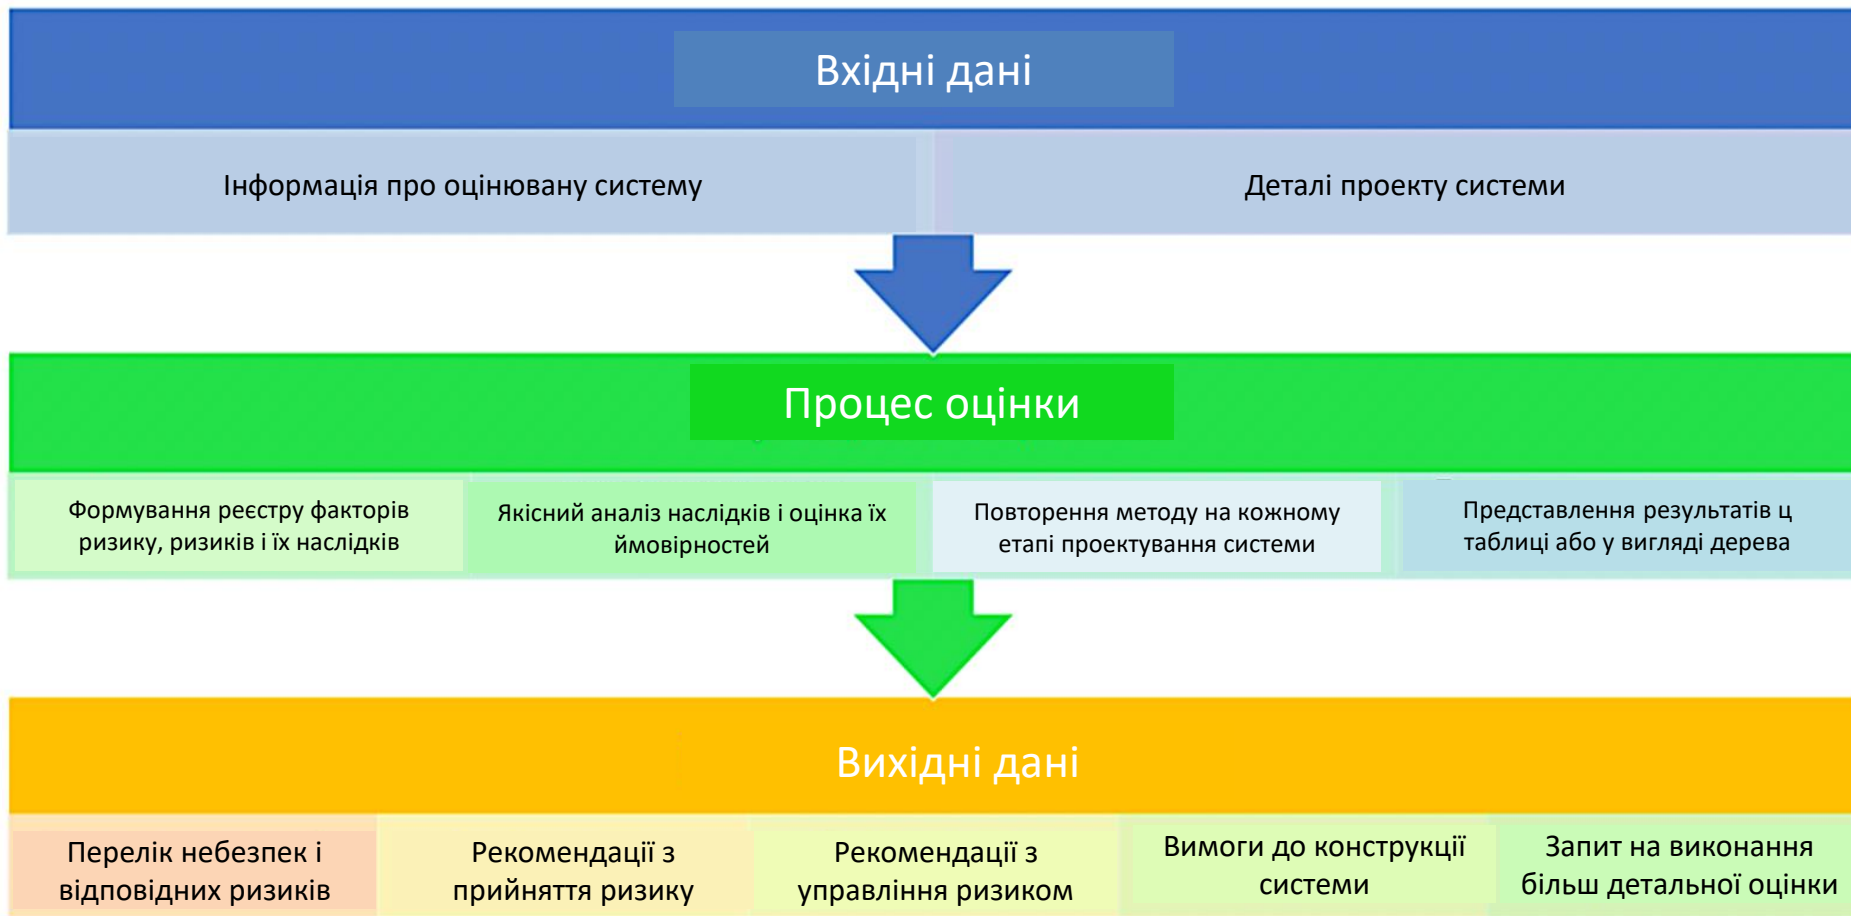 Вхідні дані
Інформація про оцінювану систему
Деталі проекту системи
Процес оцінки
Формування реєстру факторів
ризику, ризиків і їх наслідків
Якісний аналіз наслідків і оцінка їх
ймовірностей
Повторення методу на кожному
етапі проектування системи
Представлення результатів ц
таблиці або у вигляді дерева
Вихідні дані
Перелік небезпек і
відповідних ризиків
Рекомендації з
прийняття ризику
Рекомендації з
управління ризиком
Вимоги до конструкції
системи
Запит на виконання
більш детальної оцінки